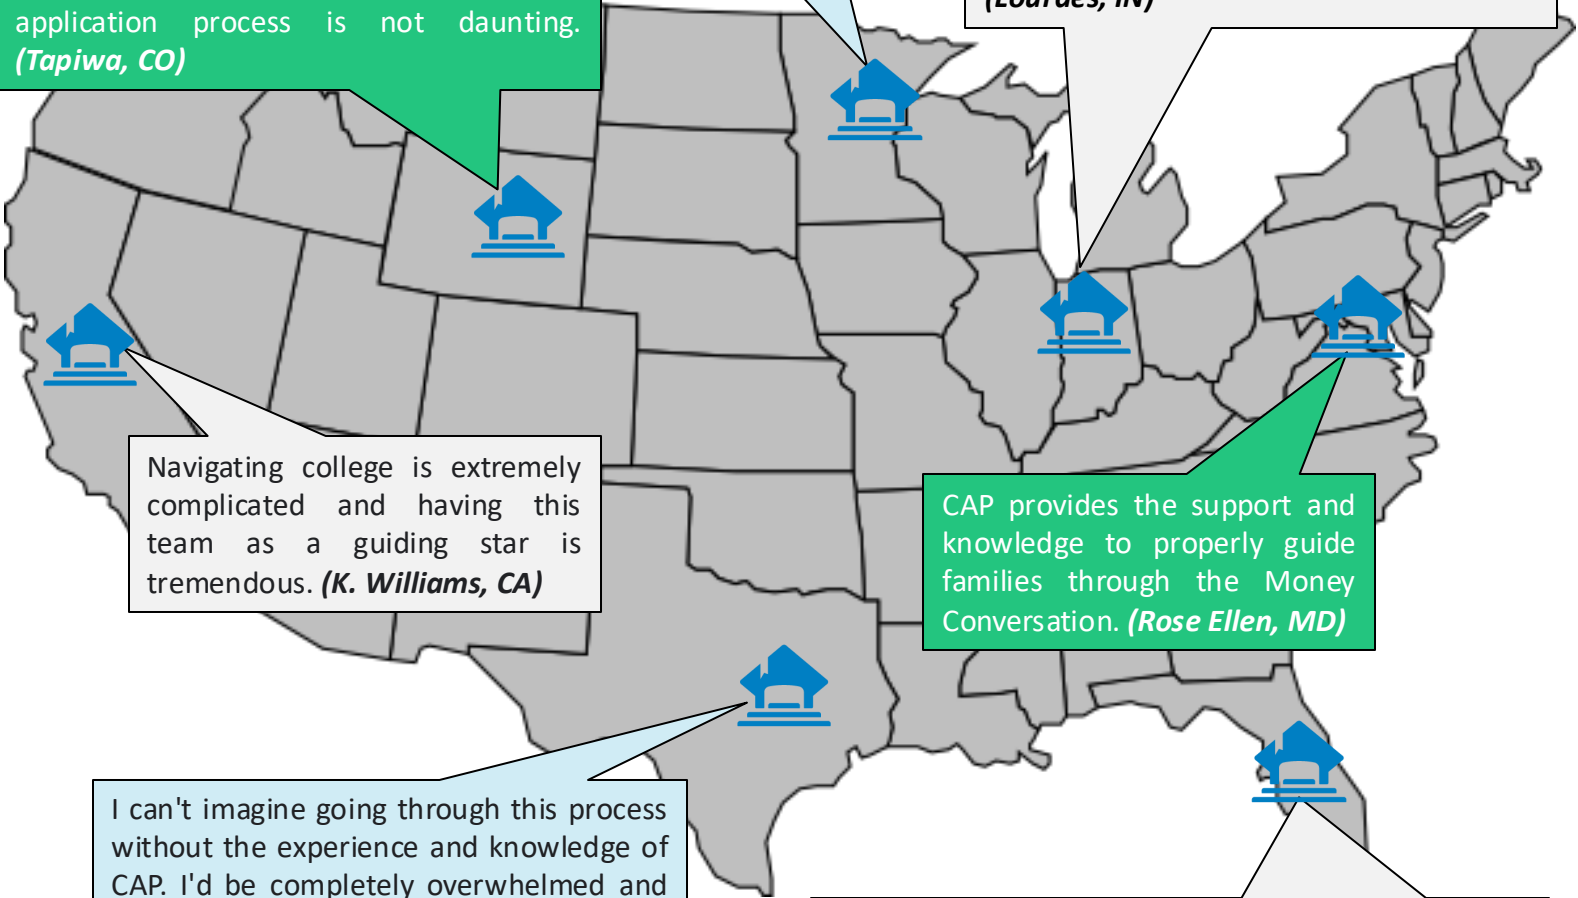 application process is not daunting.
(Tapiwa, CO)
(Lourdes, IN)
Navigating college is extremely
complicated and having this
team as a guiding star is
tremendous. (K. Williams, CA)
CAP provides the support and
knowledge to properly guide
families through the Money
Conversation. (Rose Ellen, MD)
I can't imagine going through this process
without the experience and knowledge of
CAP. I'd be completely overwhelmed and